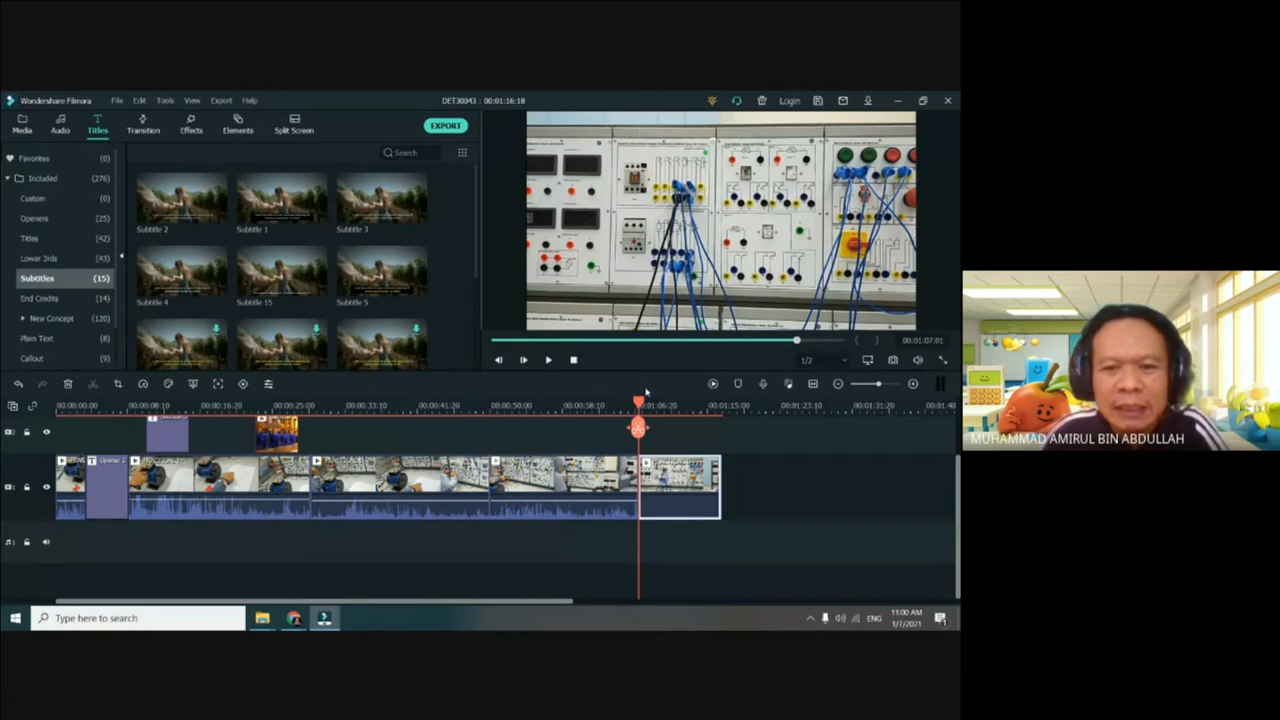 Wondershare Filmora File Edit Tools View Export Help DET30043 : 00:01:16:18 Login
Media Audio Titles Transition Effects Elements Split Screen EXPORT
Favorites (0)
Search
Included (276)
Custom (0)
Openers (25)
Titles (42)
Lower 3rds (43)
Subtitles (15)
End Credits (14)
New Concept (120)
Plain Text (8)
Callout (9)
Subtitle 2 Subtitle 1 Subtitle 3
Subtitle 4 Subtitle 15 Subtitle 5
00:01:07:01
1/2
00:00:00:00 00:00:08:10 00:00:16:20 00:00:25:00 00:00:33:10 00:00:41:20 00:00:50:00 00:00:58:10 00:01:06:20 00:01:15:00 00:01:23:10 00:01:31:20 00:01:40
Opener 2
MUHAMMAD AMIRUL BIN ABDULLAH
Type here to search
ENG
11:00 AM
1/7/2021